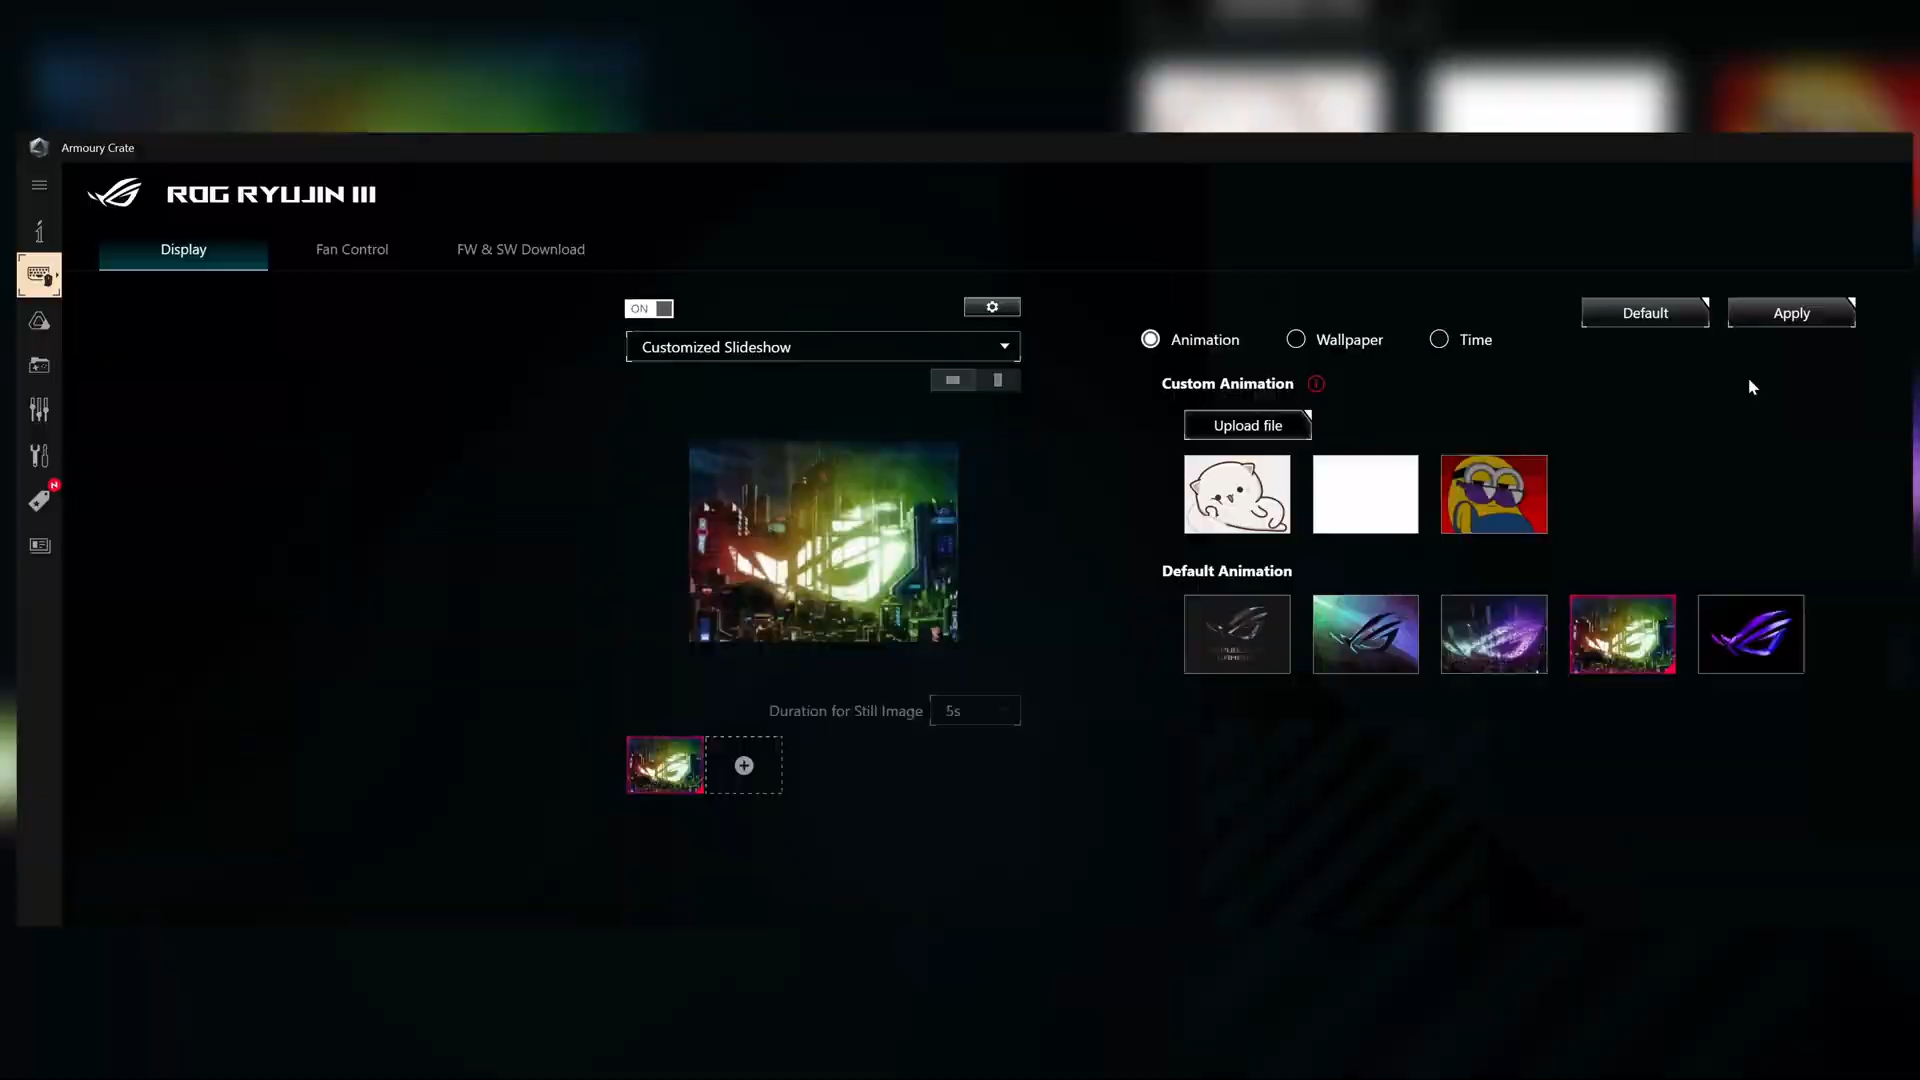 Armoury Crate
ROG RYUJIN III
Display
Fan Control
FW & SW Download
ON
Customized Slideshow
Default
Apply
Animation
Wallpaper
Time
Custom Animation
Upload file
Default Animation
Duration for Still Image
5s
N